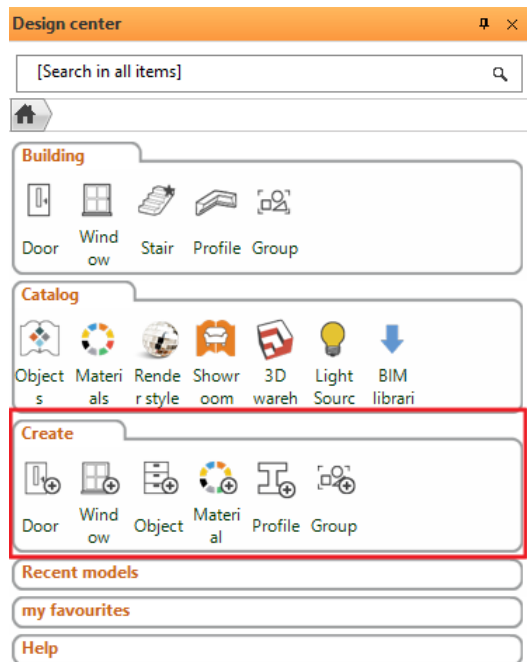 Design center
[Search in all items]
Building
Door Wind
ow Stair Profile Group
Catalog
Object
s Materi
als Rende
r style Showr
oom 3D
wareh Light
Sourc BIM
librari
Create
Door Wind
ow Object Materi
al Profile Group
Recent models
my favourites
Help